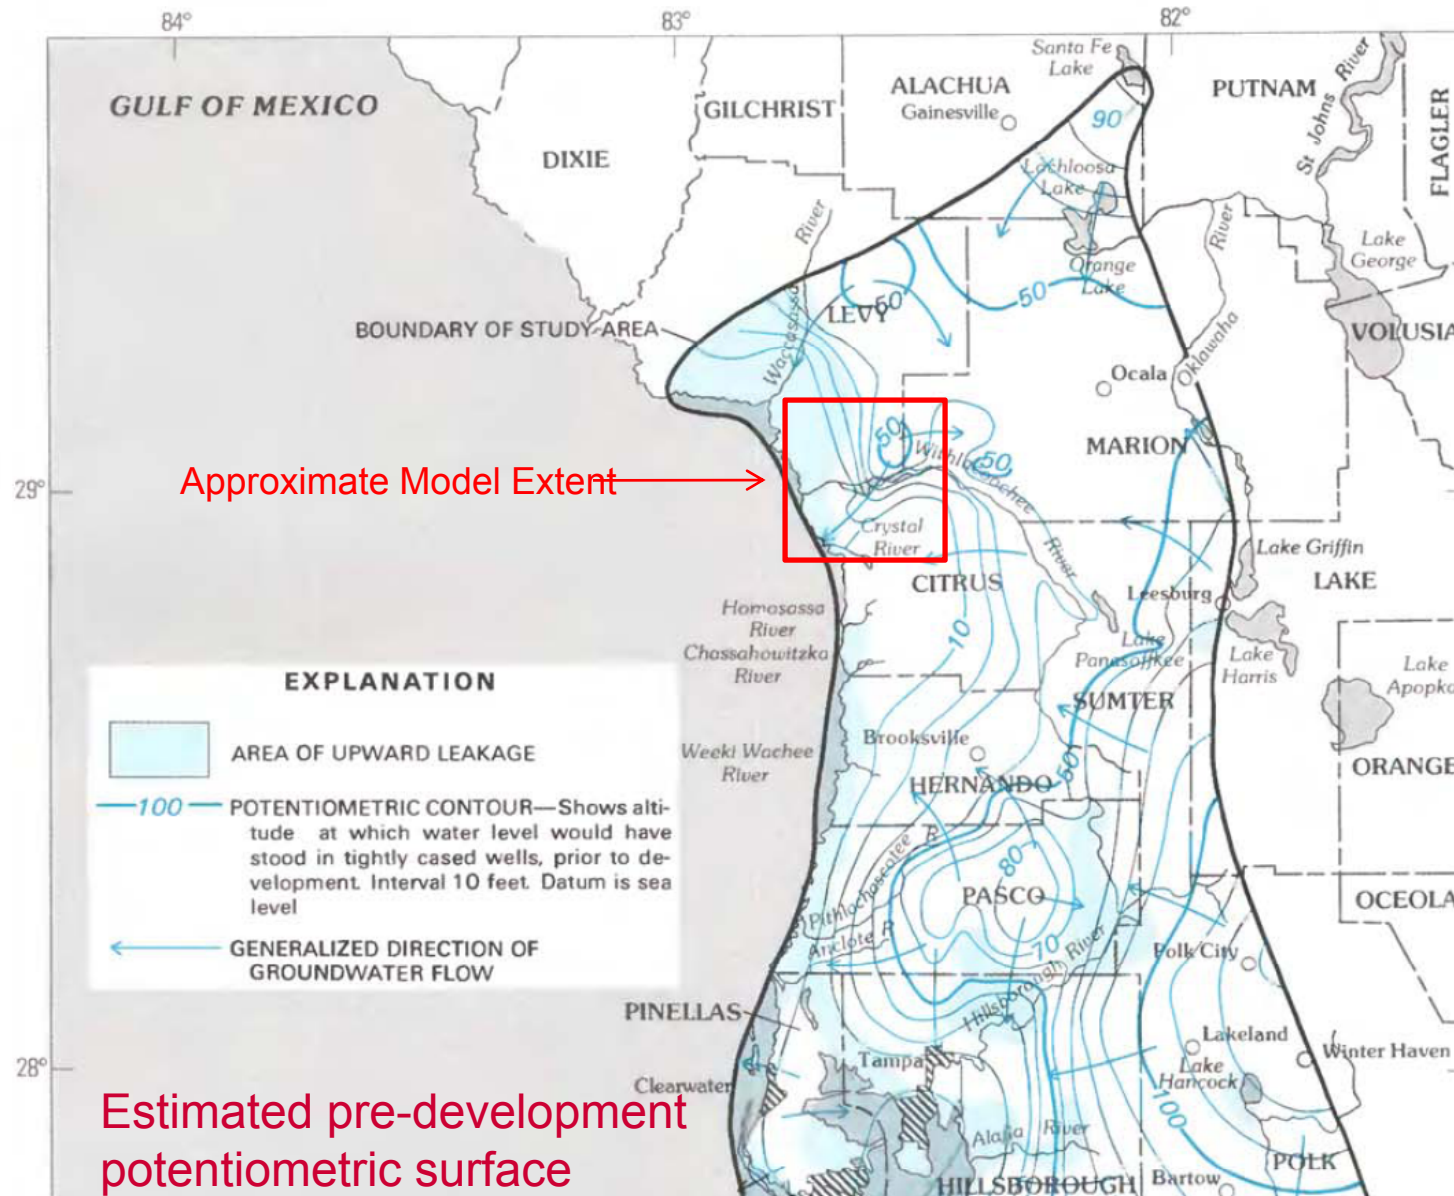 84°
83°
82°
GULF OF MEXICO
DIXIE
GILCHRIST
ALACHUA
Gainesville
Santa Fe
Lake
PUTNAM
St Johns River
FLAGLER
90
Lochloosa
Lake
River
Waccasassa
Orange
Lake
50
50
LEVY
River
Oklawaha
Lake
George
VOLUSIA
BOUNDARY OF STUDY AREA
Ocala
MARION
50
50
Withlacoochee
River
Approximate Model Extent
29°
Crystal
River
CITRUS
Lake Griffin
LAKE
Leesburg
Homosassa
River
Chassahowitzka
River
10
Lake
Panasoffkee
Lake
Harris
Lake
Apopka
SUMTER
Weeki Wachee
River
Brooksville
HERNANDO
50
ORANGE
EXPLANATION
AREA OF UPWARD LEAKAGE
100
POTENTIOMETRIC CONTOUR—Shows alti-
tude at which water level would have
stood in tightly cased wells, prior to de-
velopment. Interval 10 feet. Datum is sea
level
GENERALIZED DIRECTION OF
GROUNDWATER FLOW
Pithlachascotee R
Anclote R
80
PASCO
70
Hillsborough River
OCEOLA
Polk City
PINELLAS
28°
Clearwater
Tampa
Lakeland
Lake
Hancock
Winter Haven
100
Alafia River
HILLSBOROUGH
Bartow
POLK
Estimated pre-development
potentiometric surface